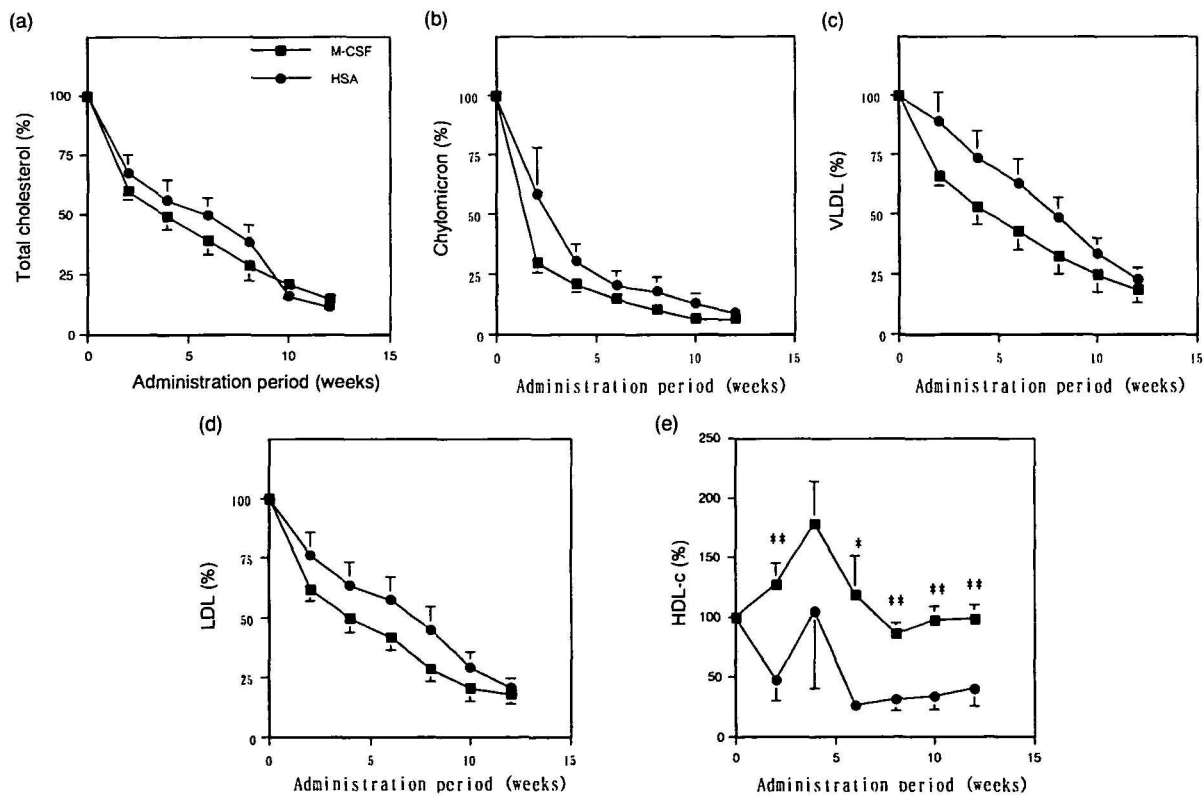 (a)
M-CSF
HSA
Total cholesterol (%)
100
75
50
25
0
0 5 10 15
Administration period (weeks)
(b)
Chylomicron (%)
100
75
50
25
0
0 5 10 15
Administration period (weeks)
(c)
VLDL (%)
100
75
50
25
0
0 5 10 15
Administration period (weeks)
(d)
LDL (%)
100
75
50
25
0
0 5 10 15
Administration period (weeks)
(e)
HDL-c (%)
250
200
150
100
50
0
** * ** ** **
0 5 10 15
Administration period (weeks)